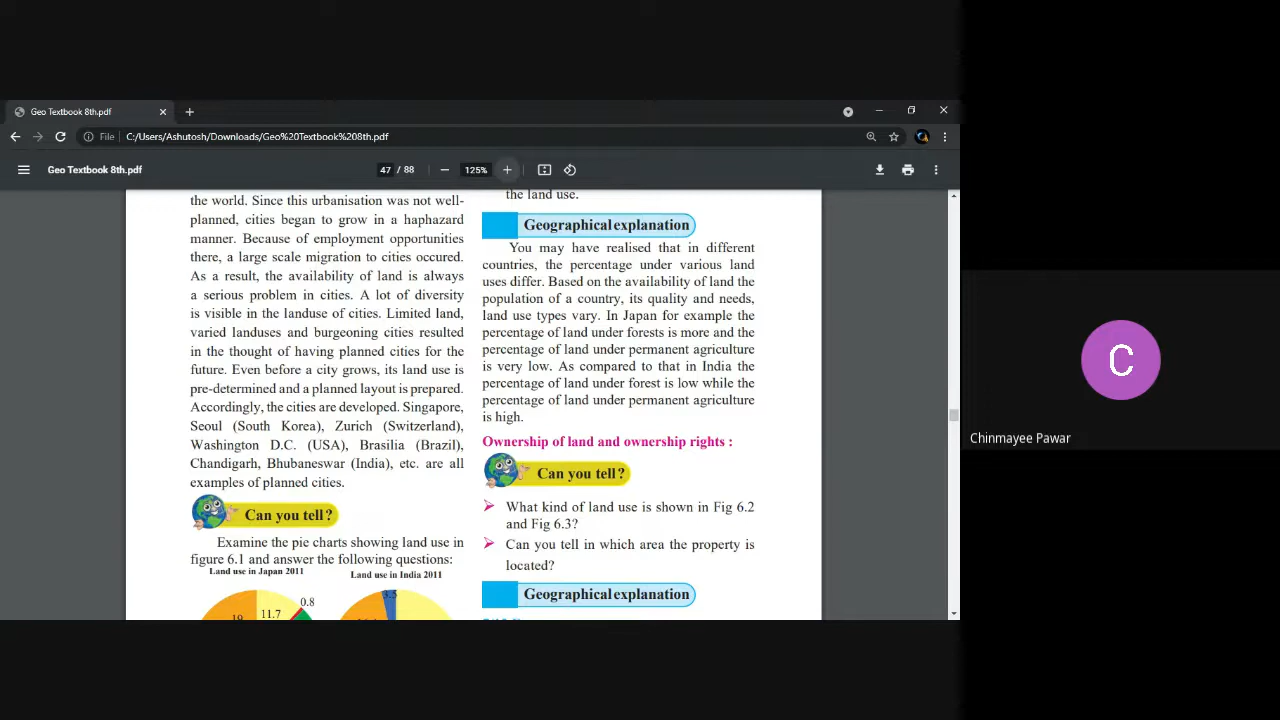 Geo Textbook 8th.pdf
File
C:/Users/Ashutosh/Downloads/Geo%20Textbook%208th.pdf
Geo Textbook 8th.pdf
47 / 88
125%
the world. Since this urbanisation was not well-
planned, cities began to grow in a haphazard
manner. Because of employment opportunities
there, a large scale migration to cities occured.
As a result, the availability of land is always
a serious problem in cities. A lot of diversity
is visible in the landuse of cities. Limited land,
varied landuses and burgeoning cities resulted
in the thought of having planned cities for the
future. Even before a city grows, its land use is
pre-determined and a planned layout is prepared.
Accordingly, the cities are developed. Singapore,
Seoul (South Korea), Zurich (Switzerland),
Washington D.C. (USA), Brasilia (Brazil),
Chandigarh, Bhubaneswar (India), etc. are all
examples of planned cities.
Can you tell?
Examine the pie charts showing land use in
figure 6.1 and answer the following questions:
Land use in Japan 2011
Land use in India 2011
0.8
11.7
19
3.5
the land use.
Geographical explanation
You may have realised that in different
countries, the percentage under various land
uses differ. Based on the availability of land the
population of a country, its quality and needs,
land use types vary. In Japan for example the
percentage of land under forests is more and the
percentage of land under permanent agriculture
is very low. As compared to that in India the
percentage of land under forest is low while the
percentage of land under permanent agriculture
is high.
Ownership of land and ownership rights :
Can you tell?
What kind of land use is shown in Fig 6.2
and Fig 6.3?
Can you tell in which area the property is
located?
Geographical explanation
C
Chinmayee Pawar